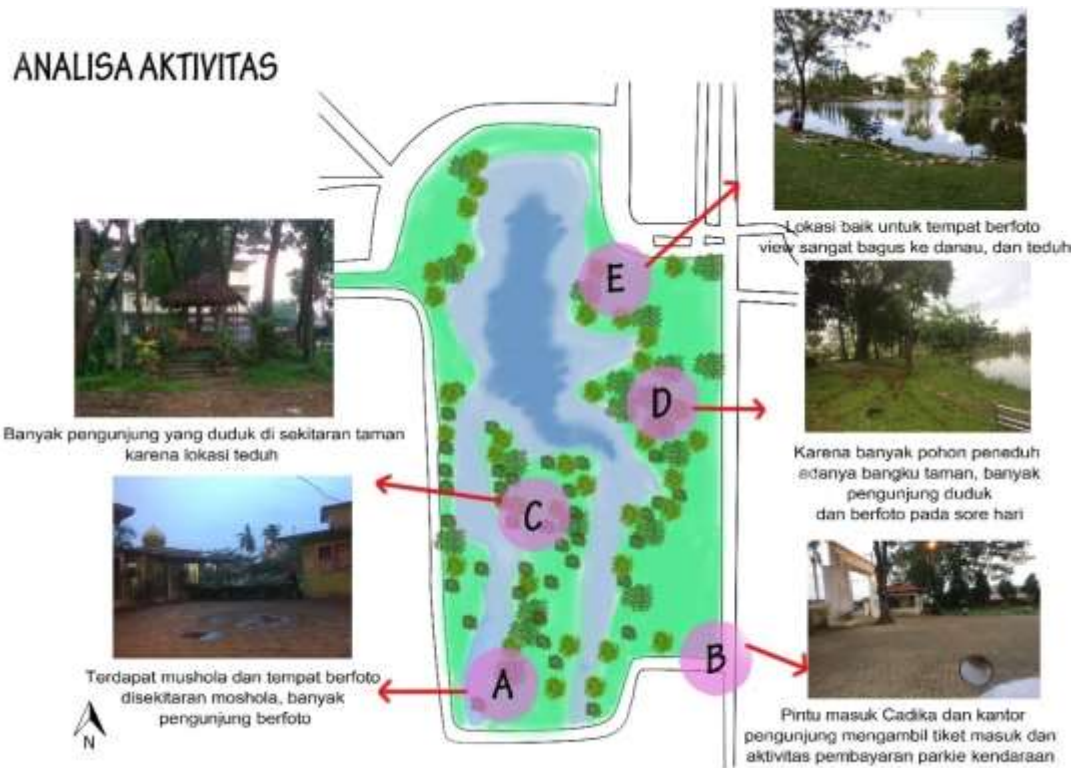 ANALISA AKTIVITAS
Lokasi baik untuk tempat berfoto
view sangat bagus ke danau, dan teduh
E
Banyak pengunjung yang duduk di sekitaran taman
karena lokasi teduh
D
Karena banyak pohon peneduh
adanya bangku taman, banyak
pengunjung duduk
dan berfoto pada sore hari
C
Terdapat mushola dan tempat berfoto
disekitaran moshola, banyak
pengunjung berfoto
A
B
Pintu masuk Cadika dan kantor
pengunjung mengambil tiket masuk dan
aktivitas pembayaran parkie kendaraan
N